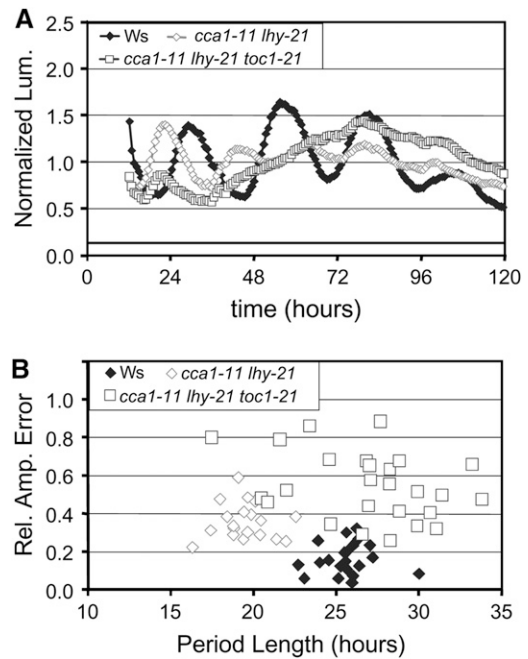 A
2.5
2.0
1.5
1.0
0.5
0.0
Normalized Lum.
Ws cca1-11 lhy-21
cca1-11 lhy-21 toc1-21
0 24 48 72 96 120
time (hours)
B
1.0
0.8
0.6
0.4
0.2
0.0
Rel. Amp. Error
Ws cca1-11 lhy-21
cca1-11 lhy-21 toc1-21
10 15 20 25 30 35
Period Length (hours)